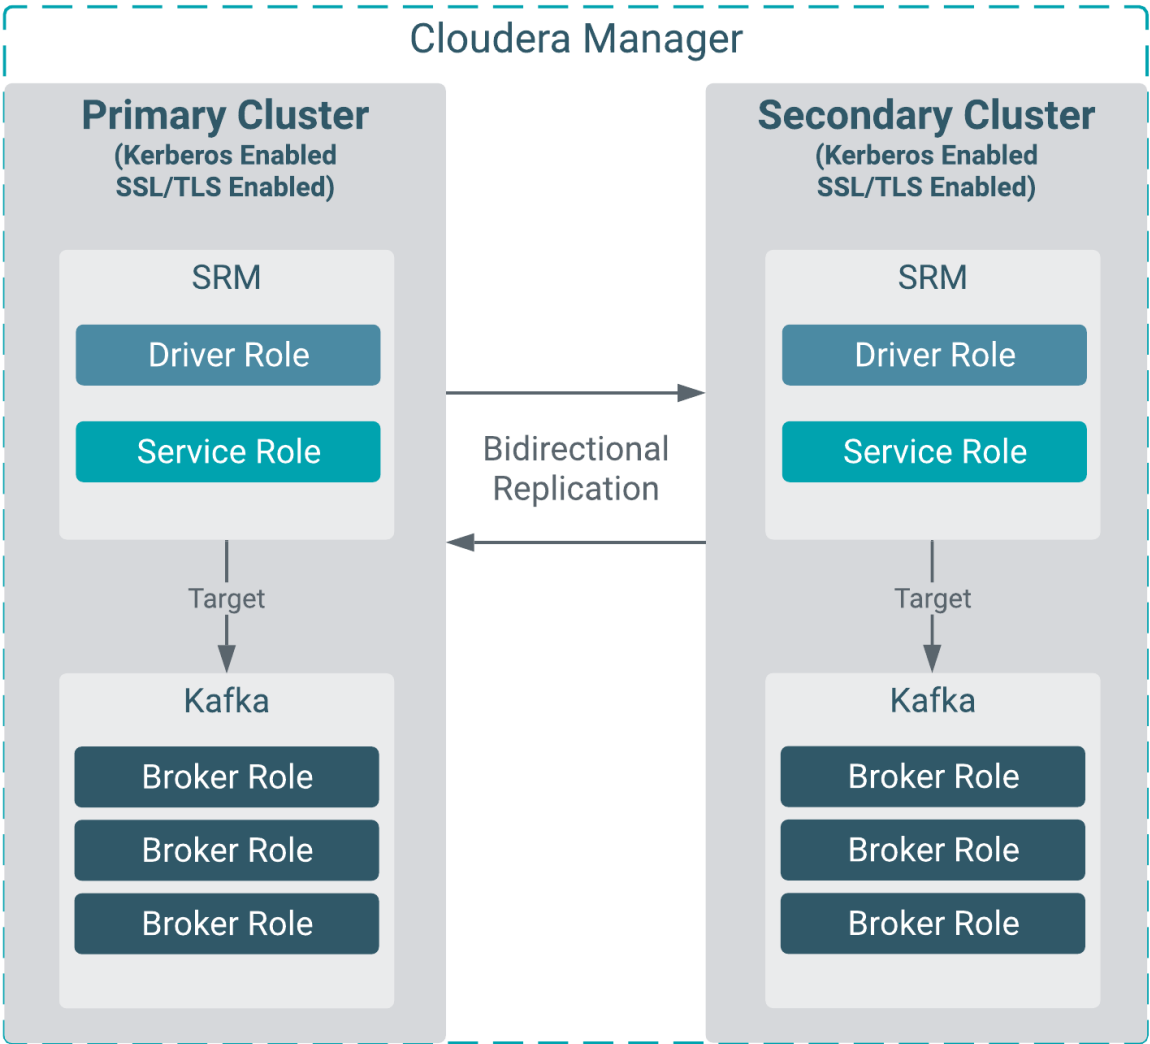 Cloudera Manager
Primary Cluster
(Kerberos Enabled
SSL/TLS Enabled)
SRM
Driver Role
Service Role
Target
Kafka
Broker Role
Broker Role
Broker Role
Bidirectional
Replication
Secondary Cluster
(Kerberos Enabled
SSL/TLS Enabled)
SRM
Driver Role
Service Role
Target
Kafka
Broker Role
Broker Role
Broker Role